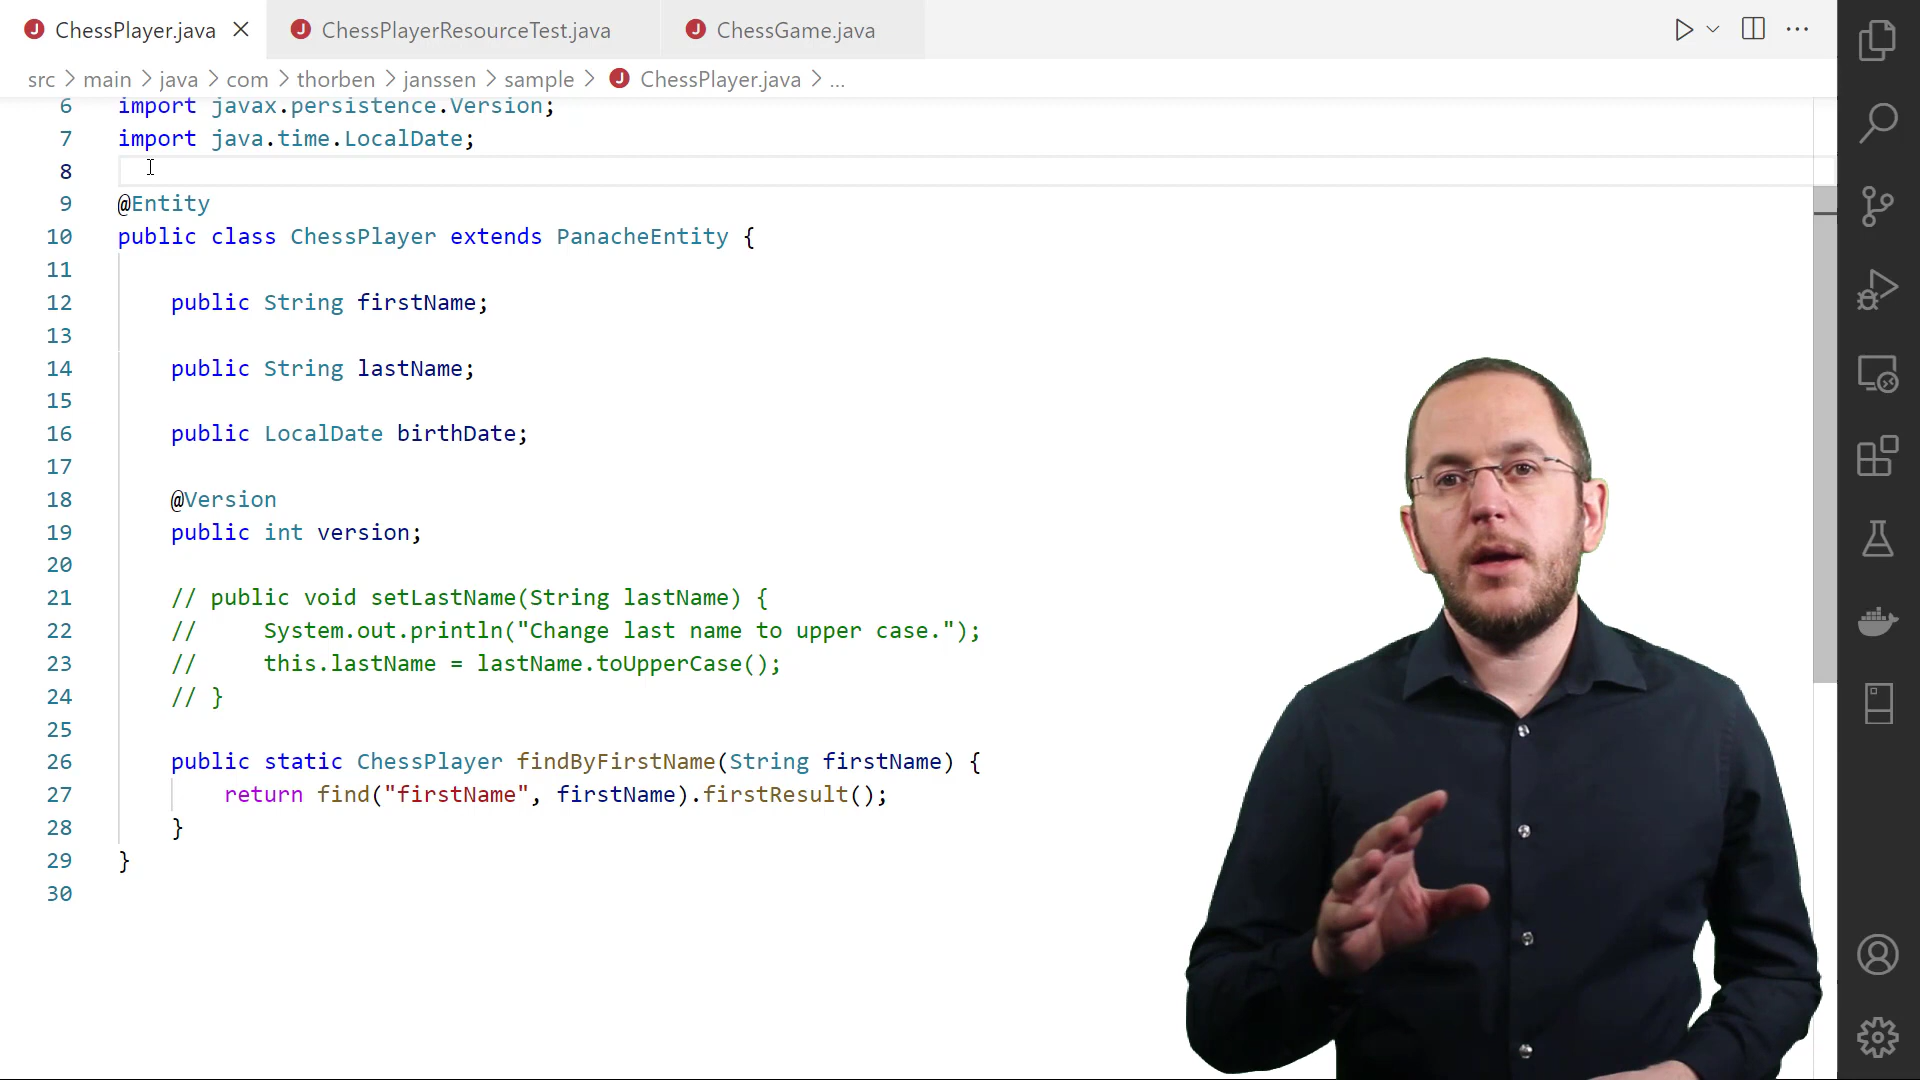 ChessPlayer.java
ChessPlayerResourceTest.java
ChessGame.java
src > main > java > com > thorben > janssen > sample > ChessPlayer.java > ...
6 import javax.persistence.Version;
7 import java.time.LocalDate;
8
9 @Entity
10 public class ChessPlayer extends PanacheEntity {
11
12 public String firstName;
13
14 public String lastName;
15
16 public LocalDate birthDate;
17
18 @Version
19 public int version;
20
21 // public void setLastName(String lastName) {
22 //     System.out.println("Change last name to upper case.");
23 //     this.lastName = lastName.toUpperCase();
24 // }
25
26 public static ChessPlayer findByFirstName(String firstName) {
27 return find("firstName", firstName).firstResult();
28 }
29 }
30